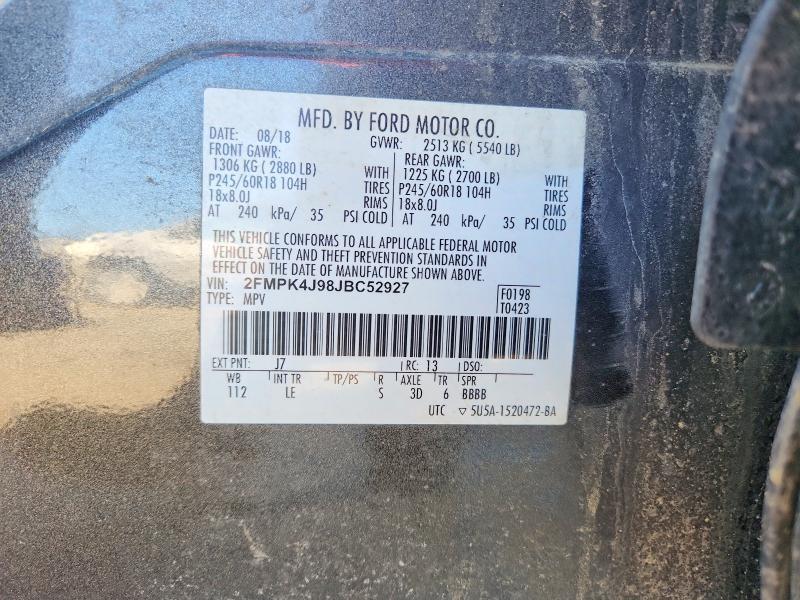 MFD. BY FORD MOTOR CO.
DATE: 08/18 GVWR: 2513 KG ( 5540 LB)
FRONT GAWR: REAR GAWR:
1306 KG ( 2880 LB) WITH 1225 KG ( 2700 LB) WITH
P245/60R18 104H TIRES P245/60R18 104H TIRES
18x8.0J RIMS 18x8.0J RIMS
AT 240 kPa/ 35 PSI COLD AT 240 kPa/ 35 PSI COLD
THIS VEHICLE CONFORMS TO ALL APPLICABLE FEDERAL MOTOR
VEHICLE SAFETY AND THEFT PREVENTION STANDARDS IN
EFFECT ON THE DATE OF MANUFACTURE SHOWN ABOVE.
VIN: 2FMPK4J98JBC52927
TYPE: MPV F0198
T0423
EXT PNT: J7 RC: 13 DSO:
WB INT TR TP/PS R AXLE TR SPR
112 LE S 3D 6 BBBB
UTC ▽ 5U5A-1520472-BA